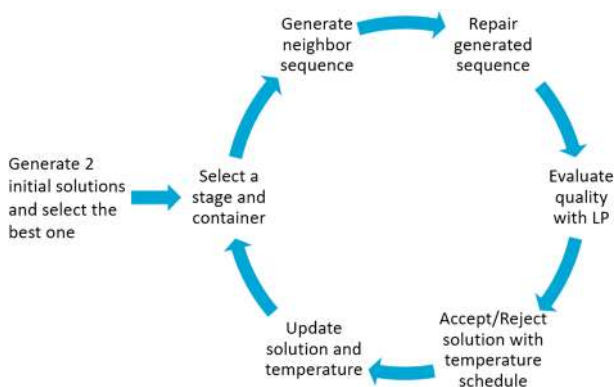 Generate 2
initial solutions
and select the
best one
Select a
stage and
container
Generate
neighbor
sequence
Repair
generated
sequence
Evaluate
quality
with LP
Accept/Reject
solution with
temperature
schedule
Update
solution and
temperature